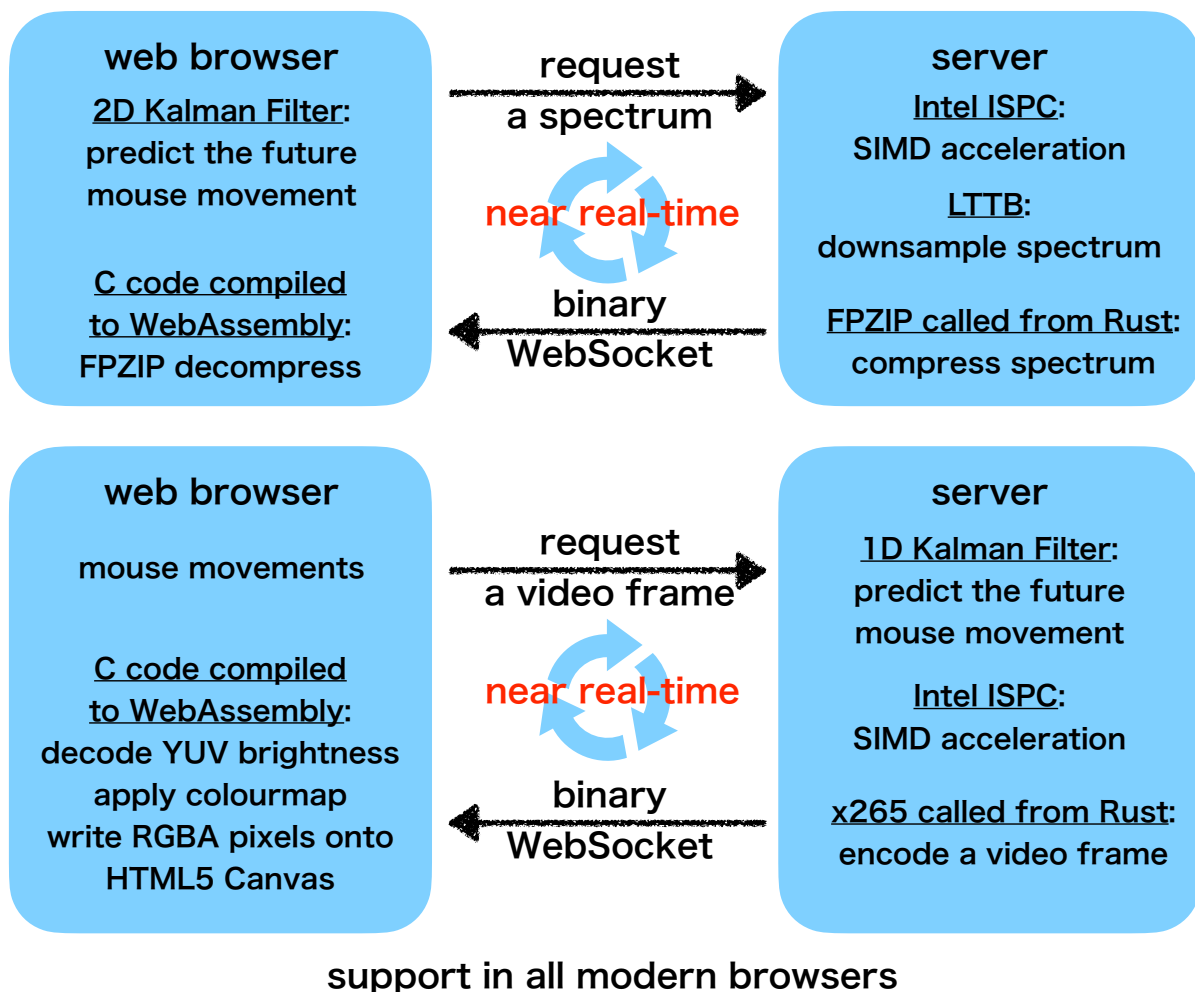 web browser
2D Kalman Filter:
predict the future
mouse movement
C code compiled
to WebAssembly:
FPZIP decompress
request
a spectrum
near real-time
binary
WebSocket
server
Intel ISPC:
SIMD acceleration
LTTB:
downsample spectrum
FPZIP called from Rust:
compress spectrum
web browser
mouse movements
C code compiled
to WebAssembly:
decode YUV brightness
apply colourmap
write RGBA pixels onto
HTML5 Canvas
request
a video frame
near real-time
binary
WebSocket
server
1D Kalman Filter:
predict the future
mouse movement
Intel ISPC:
SIMD acceleration
x265 called from Rust:
encode a video frame
support in all modern browsers